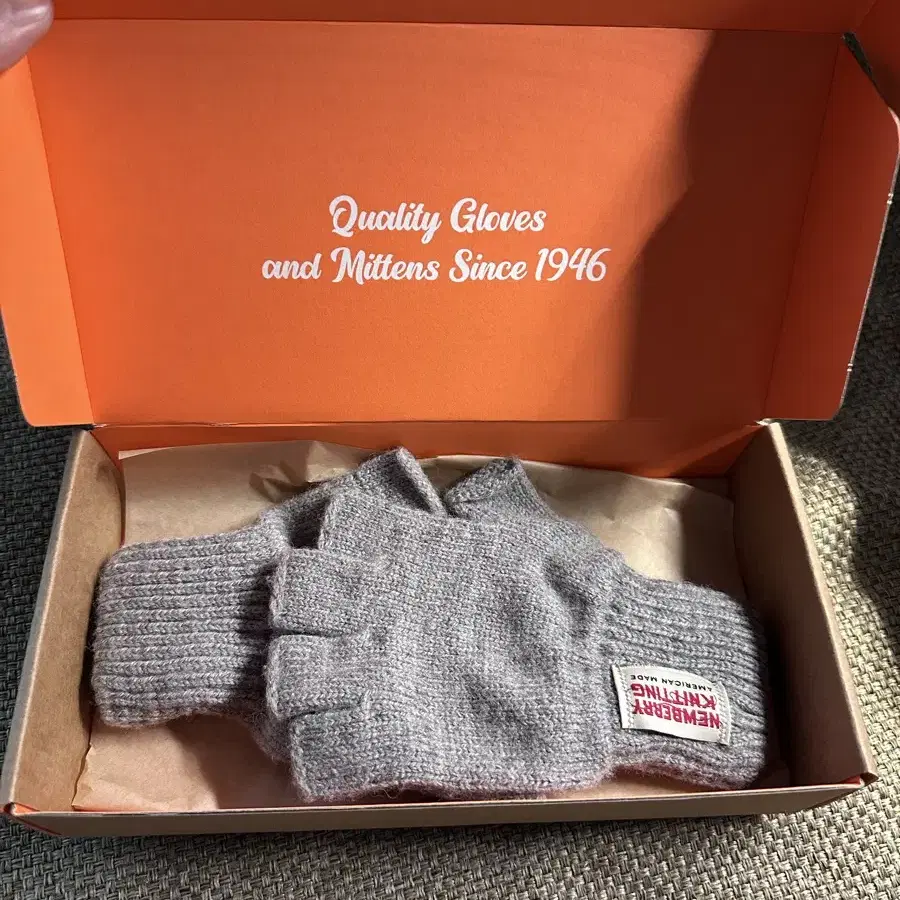 Quality Gloves
and Mittens Since 1946
NEWBERRY
KNITTING
AMERICAN MADE